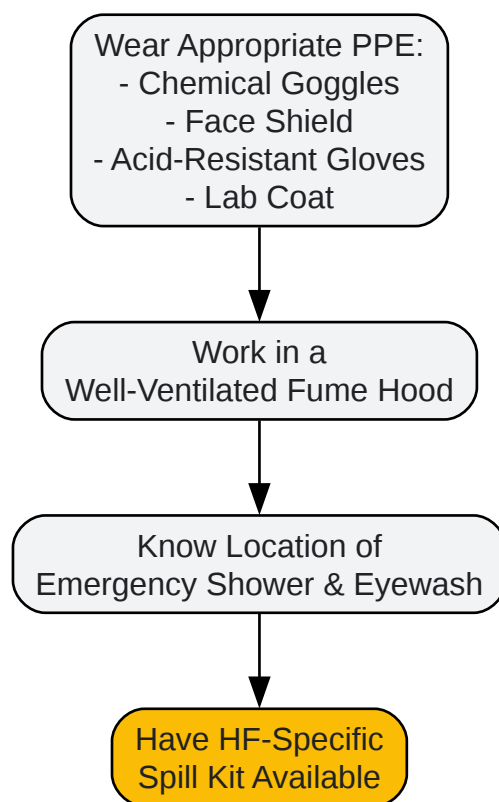 Wear Appropriate PPE:
- Chemical Goggles
- Face Shield
- Acid-Resistant Gloves
- Lab Coat
Work in a
Well-Ventilated Fume Hood
Know Location of
Emergency Shower & Eyewash
Have HF-Specific
Spill Kit Available